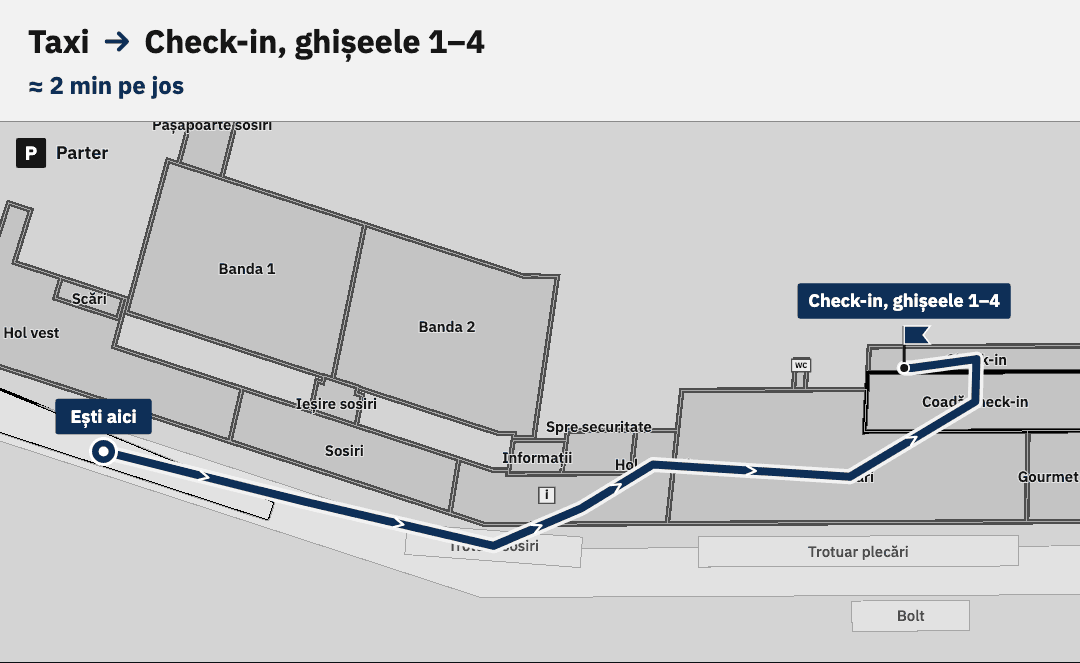 Taxi → Check-in, ghișeele 1–4
≈ 2 min pe jos
Pașapoarte sosiri
P Parter
Banda 1
Scări
Banda 2
Hol vest
Check-in, ghișeele 1–4
wc
Ieșire sosiri
Ești aici
Spre securitate
Sosiri
Informații
Hol
i
Gourmet
Trotuar plecări
sosiri
Bolt